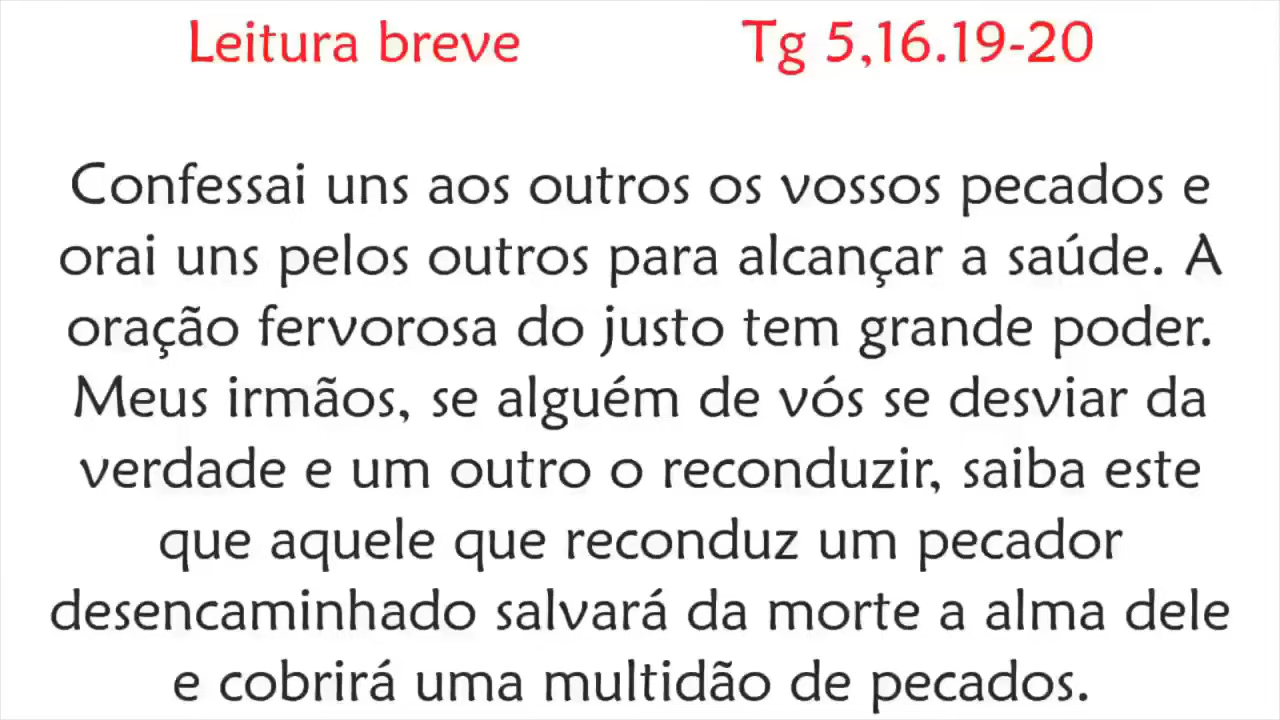 Leitura breve Tg 5,16.19-20
Confessai uns aos outros os vossos pecados e
orai uns pelos outros para alcançar a saúde. A
oração fervorosa do justo tem grande poder.
Meus irmãos, se alguém de vós se desviar da
verdade e um outro o reconduzir, saiba este
que aquele que reconduz um pecador
desencaminhado salvará da morte a alma dele
e cobrirá uma multidão de pecados.